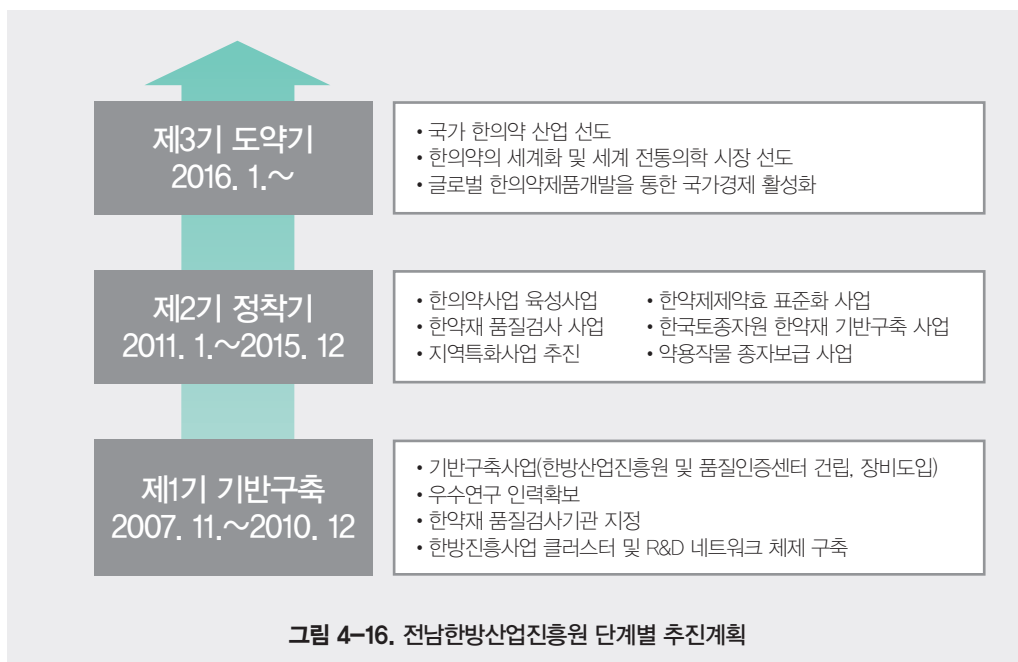 제3기 도약기
2016. 1.~
• 국가 한의약 산업 선도
• 한의약의 세계화 및 세계 전통의학 시장 선도
• 글로벌 한의약제품개발을 통한 국가경제 활성화
제2기 정착기
2011. 1.~2015. 12
• 한의약사업 육성사업
• 한약재 품질검사 사업
• 지역특화사업 추진
• 한약제제약효 표준화 사업
• 한국토종자원 한약재 기반구축 사업
• 약용작물 종자보급 사업
제1기 기반구축
2007. 11.~2010. 12
• 기반구축사업(한방산업진흥원 및 품질인증센터 건립, 장비도입)
• 우수연구 인력확보
• 한약재 품질검사기관 지정
• 한방진흥사업 클러스터 및 R&D 네트워크 체제 구축
그림 4-16. 전남한방산업진흥원 단계별 추진계획